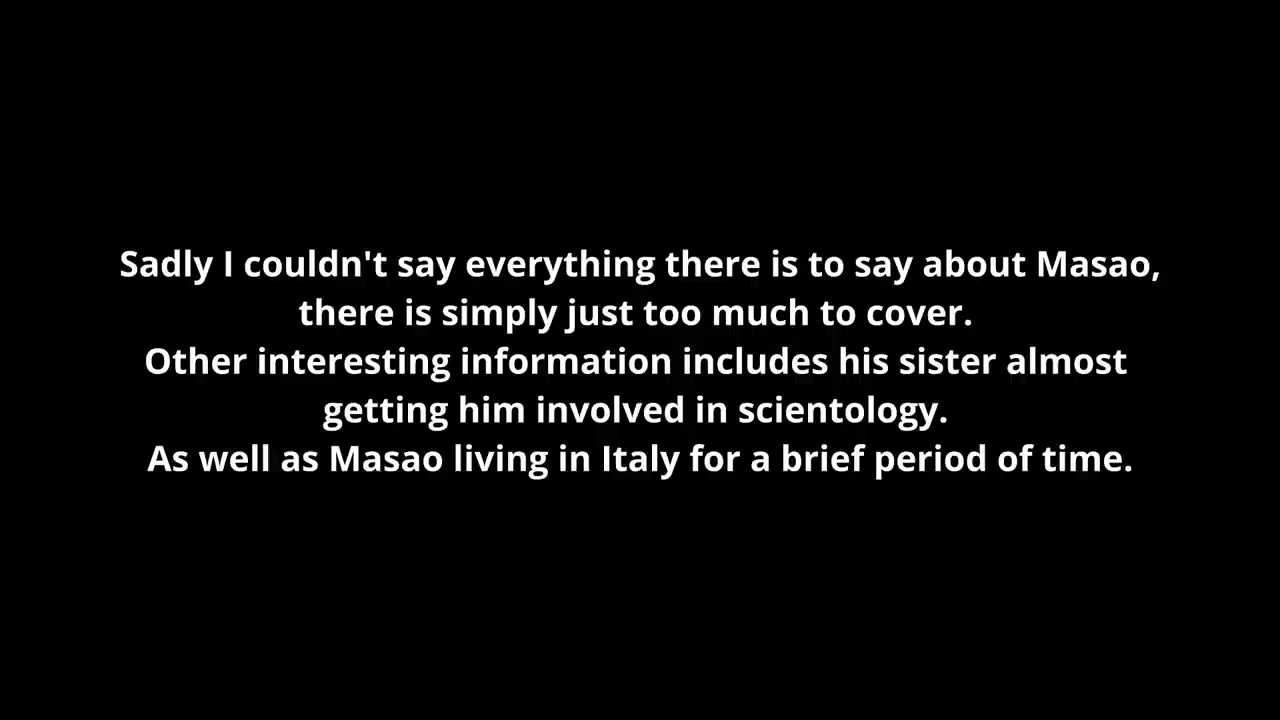 Sadly I couldn't say everything there is to say about Masao,
there is simply just too much to cover.
Other interesting information includes his sister almost
getting him involved in scientology.
As well as Masao living in Italy for a brief period of time.